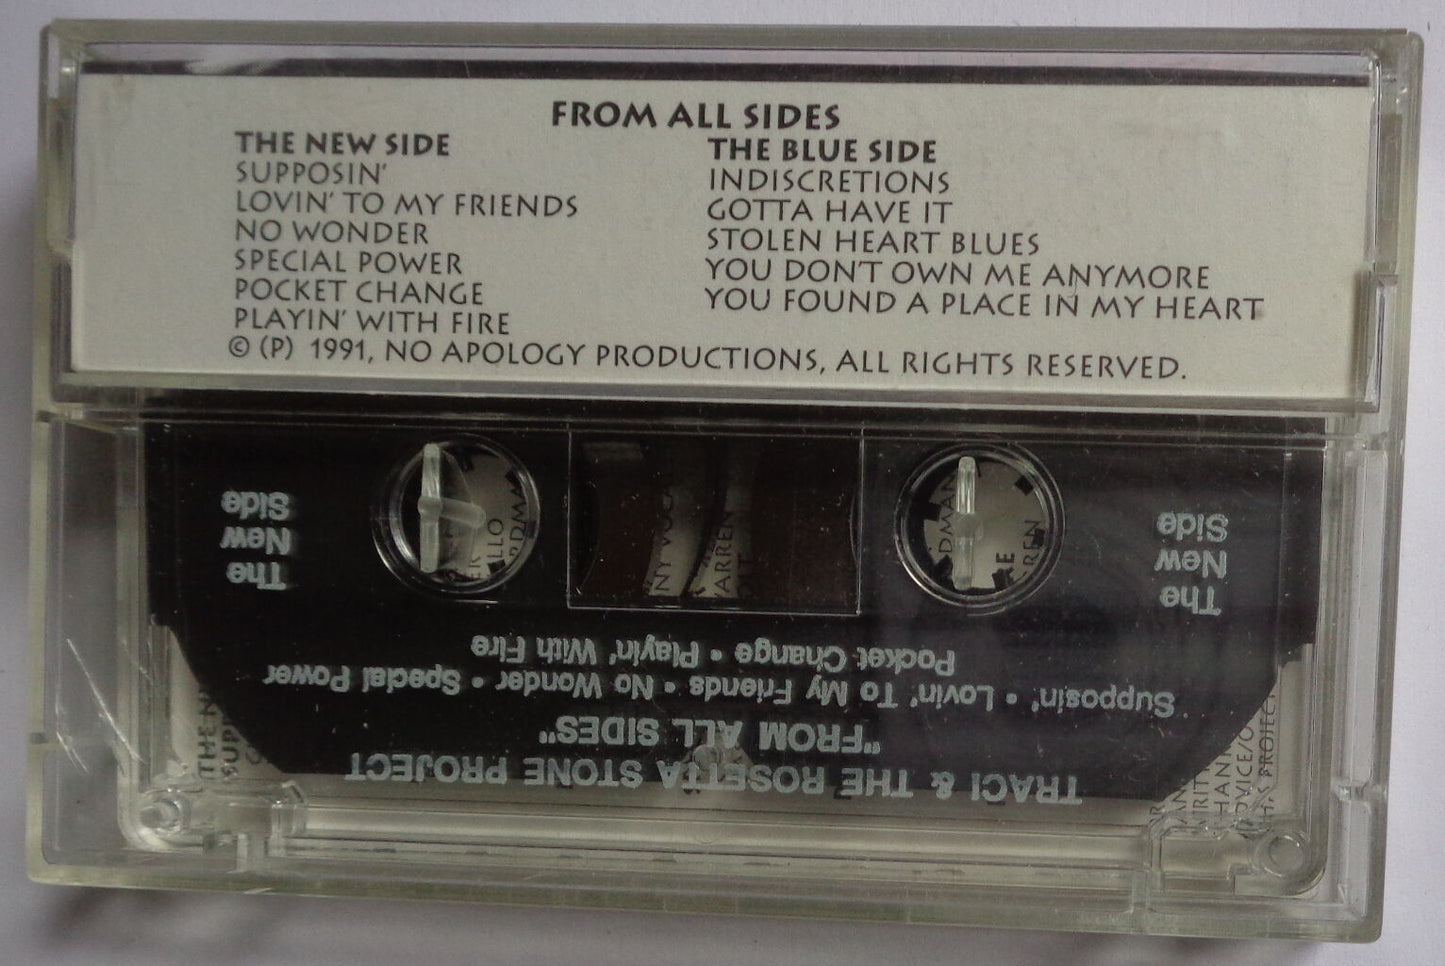 FROM ALL SIDES
THE NEW SIDE
SUPPOSIN'
LOVIN' TO MY FRIENDS
NO WONDER
SPECIAL POWER
POCKET CHANGE
PLAYIN' WITH FIRE
THE BLUE SIDE
INDISCRETIONS
GOTTA HAVE IT
STOLEN HEART BLUES
YOU DON'T OWN ME ANYMORE
YOU FOUND A PLACE IN MY HEART
© (P) 1991, NO APOLOGY PRODUCTIONS, ALL RIGHTS RESERVED.
TRACI & THE ROSETTA STONE PROJECT
"FROM ALL SIDES"
Supposin' • Lovin' To My Friends • No Wonder • Special Power
Pocket Change • Playin' With Fire
The
New
Side
The
New
Side